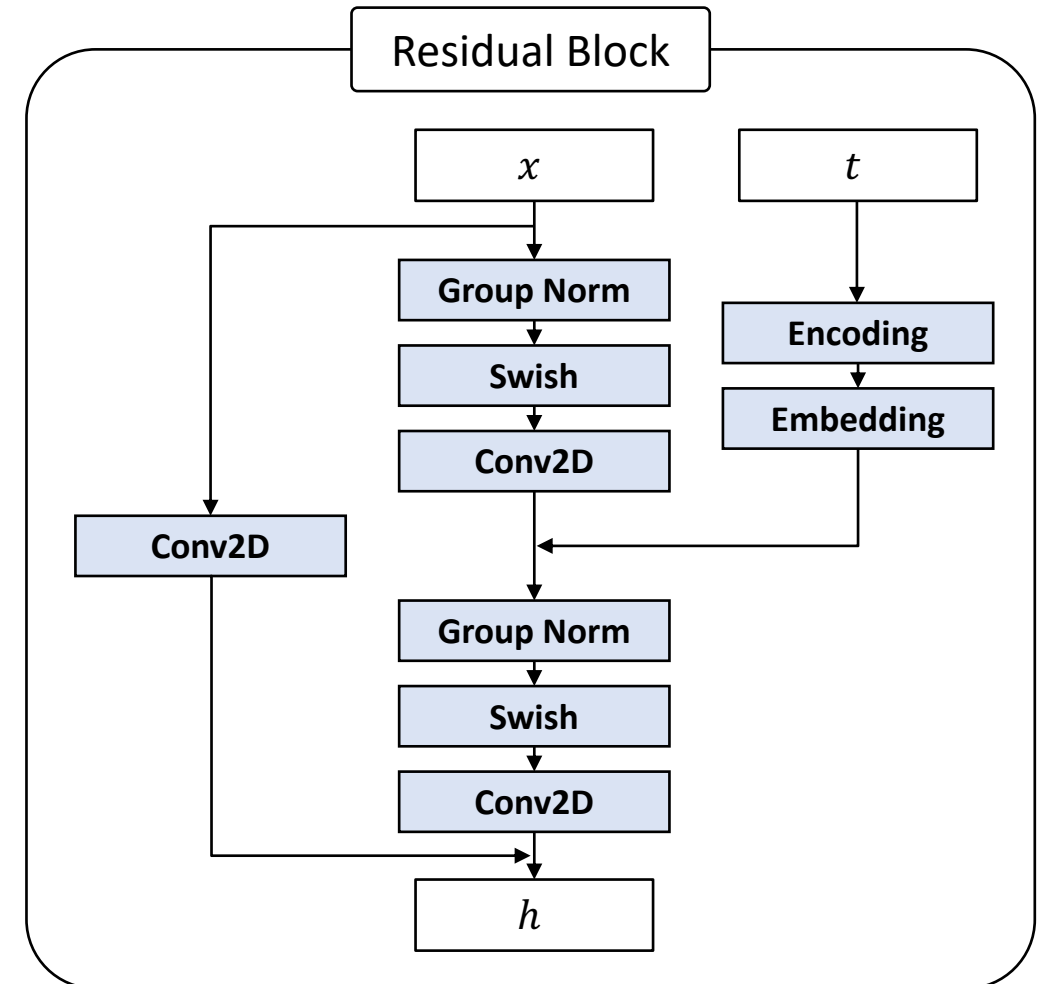 Residual Block
x
t
Group Norm
Swish
Conv2D
Encoding
Embedding
Conv2D
Group Norm
Swish
Conv2D
h